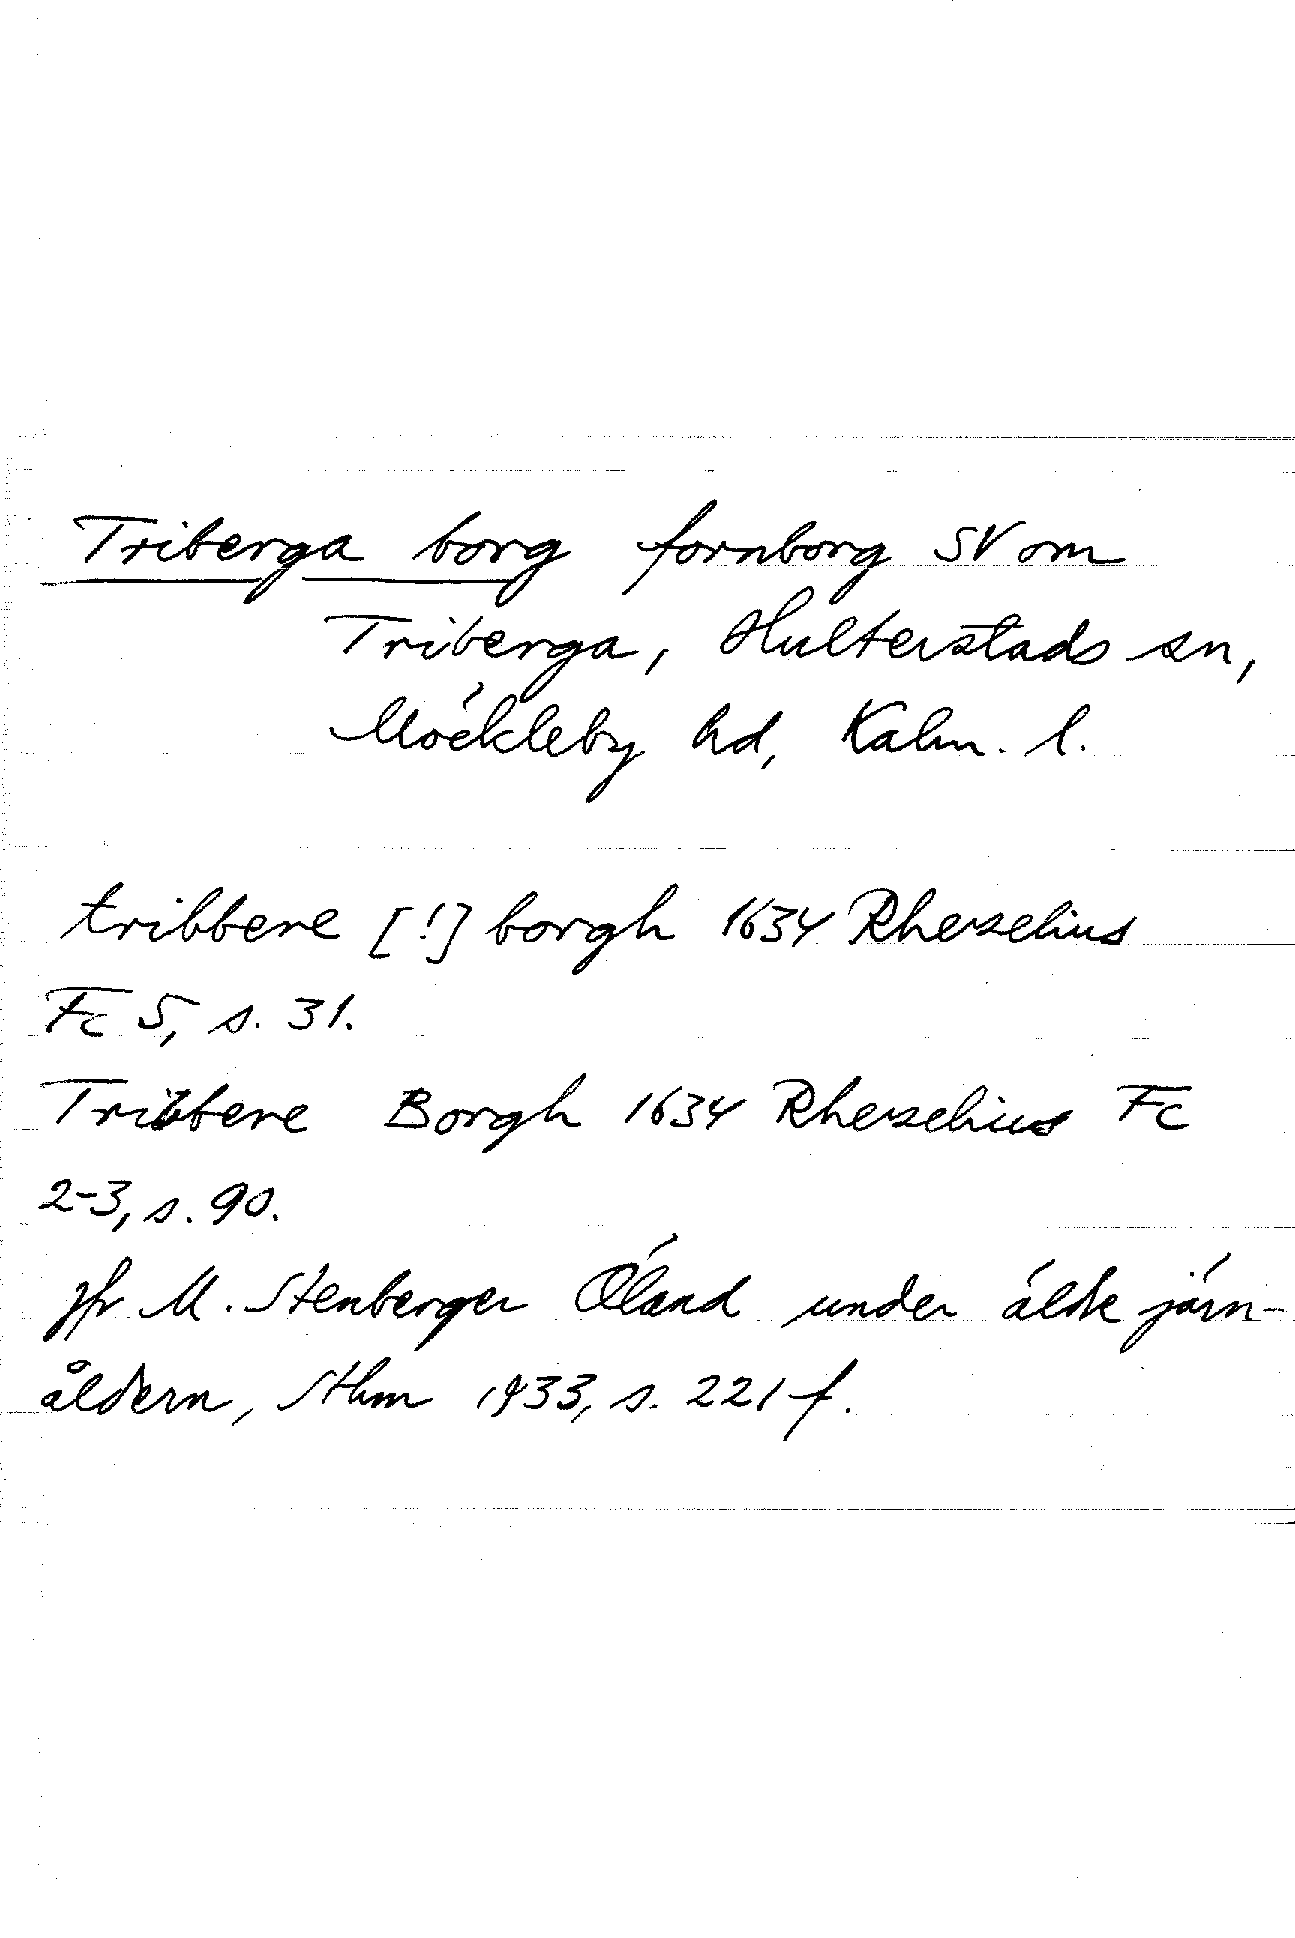 Triberga borg fornborg SV om
Triberga, Hulterstads sn,
Möckleby hd, Kalm. l.
tribbere [!] borgh 1634 Rhezelius
Fc 5, s. 31.
Tribbere Borgh 1634 Rhezelius Fc
2-3, s. 90.
Jfr M. Stenberger Öland under äldre järn-
åldern, Sthm 1933, s. 221 f.